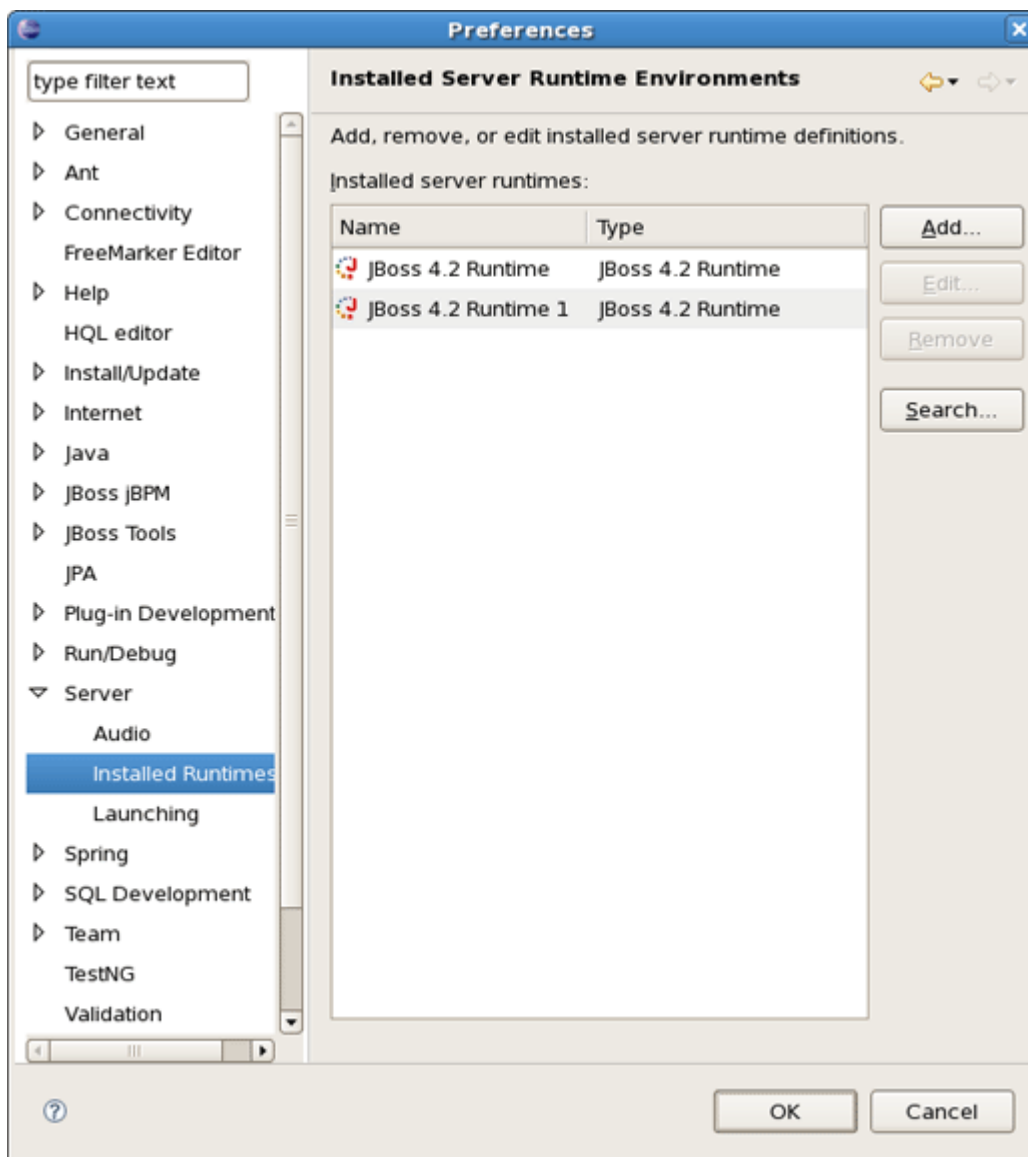 Preferences
type filter text
General
Ant
Connectivity
FreeMarker Editor
Help
HQL editor
Install/Update
Internet
Java
JBoss jBPM
JBoss Tools
JPA
Plug-in Development
Run/Debug
Server
Audio
Installed Runtimes
Launching
Spring
SQL Development
Team
TestNG
Validation
Installed Server Runtime Environments
Add, remove, or edit installed server runtime definitions.
Installed server runtimes:
Name Type
JBoss 4.2 Runtime JBoss 4.2 Runtime
JBoss 4.2 Runtime 1 JBoss 4.2 Runtime
Add...
Edit...
Remove
Search...
OK Cancel